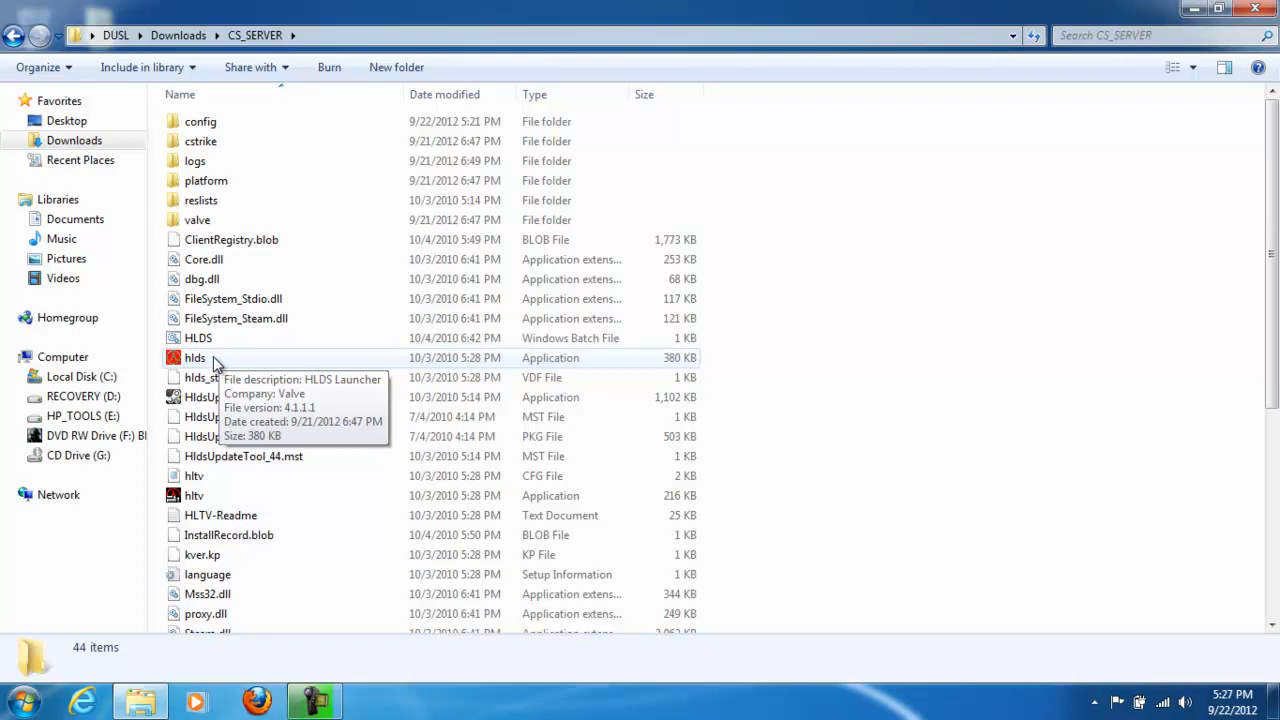 DUSL Downloads CS_SERVER
Search CS_SERVER
Organize Include in library Share with Burn New folder
Name Date modified Type Size
Favorites
Desktop
Downloads
Recent Places
Libraries
Documents
Music
Pictures
Videos
Homegroup
Computer
Local Disk (C:)
RECOVERY (D:)
HP_TOOLS (E:)
DVD RW Drive (F:) Bl
CD Drive (G:)
Network
config 9/22/2012 5:21 PM File folder
cstrike 9/21/2012 6:47 PM File folder
logs 9/21/2012 6:49 PM File folder
platform 9/21/2012 6:47 PM File folder
reslists 10/3/2010 5:14 PM File folder
valve 9/21/2012 6:47 PM File folder
ClientRegistry.blob 10/4/2010 5:49 PM BLOB File 1,773 KB
Core.dll 10/3/2010 6:41 PM Application extens... 253 KB
dbg.dll 10/3/2010 6:41 PM Application extens... 68 KB
FileSystem_Stdio.dll 10/3/2010 6:41 PM Application extens... 117 KB
FileSystem_Steam.dll 10/3/2010 6:41 PM Application extens... 121 KB
HLDS 10/4/2010 6:42 PM Windows Batch File 1 KB
hlds 10/3/2010 5:28 PM Application 380 KB
hlds_st 10/3/2010 5:28 PM VDF File 1 KB
HldsUp 10/3/2010 5:28 PM Application 1,102 KB
HldsUp 7/4/2010 4:14 PM MST File 1 KB
HldsUp 7/4/2010 4:14 PM PKG File 503 KB
HldsUpdateTool_44.mst 10/3/2010 5:28 PM MST File 1 KB
hltv 10/3/2010 5:28 PM CFG File 2 KB
hltv 10/3/2010 5:28 PM Application 216 KB
HLTV-Readme 10/3/2010 5:28 PM Text Document 25 KB
InstallRecord.blob 10/4/2010 5:50 PM BLOB File 1 KB
kver.kp 10/3/2010 5:28 PM KP File 1 KB
language 10/3/2010 5:28 PM Setup Information 1 KB
Mss32.dll 10/3/2010 6:41 PM Application extens... 344 KB
proxy.dll 10/3/2010 6:41 PM Application extens... 249 KB
File description: HLDS Launcher
Company: Valve
File version: 4.1.1.1
Date created: 9/21/2012 6:47 PM
Size: 380 KB
44 items
5:27 PM
9/22/2012